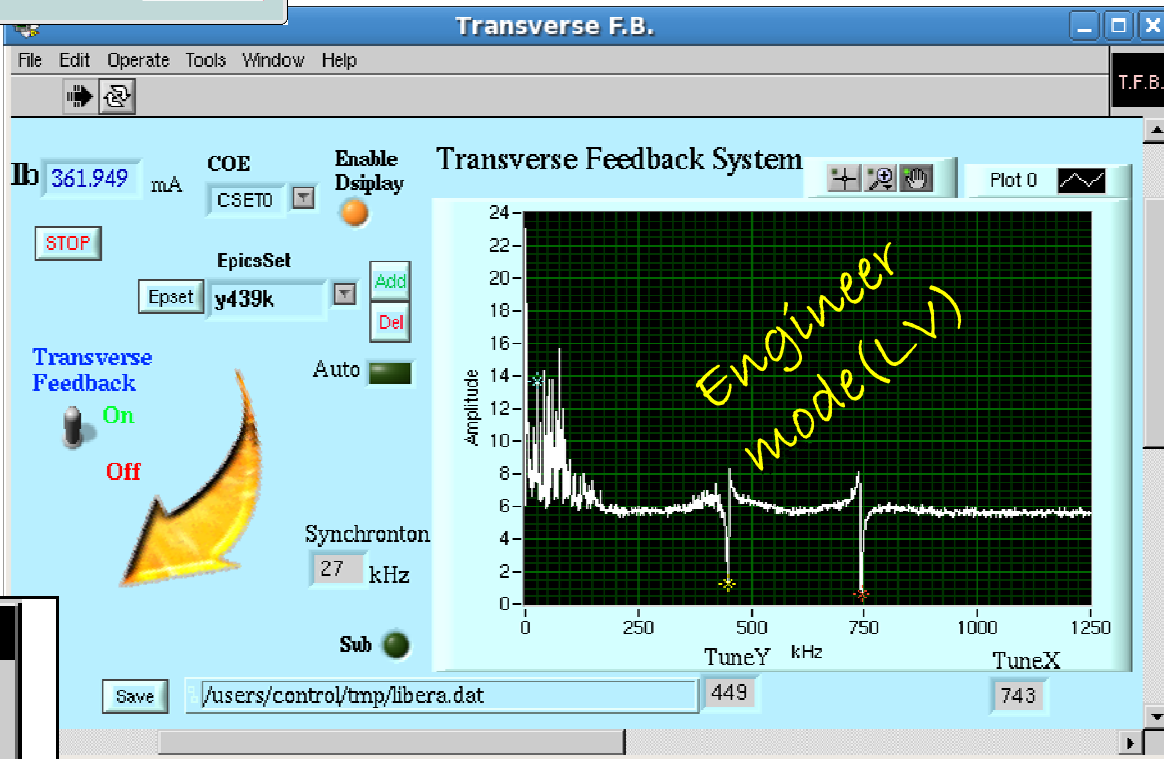 Transverse F.B.
File Edit Operate Tools Window Help
T.F.B.
Ib 361.949 mA
COE
CSET0
Enable
Dsiplay
Transverse Feedback System
Plot 0
STOP
EpicsSet
Epset y439k
Add
Del
Auto
Transverse
Feedback
On
Off
Synchronton
27 kHz
Sub
Amplitude
24
22
20
18
16
14
12
10
8
6
4
2
0
0 250 500 750 1000 1250
kHz
Engineer
mode(LV)
TuneY
449
TuneX
743
Save /users/control/tmp/libera.dat